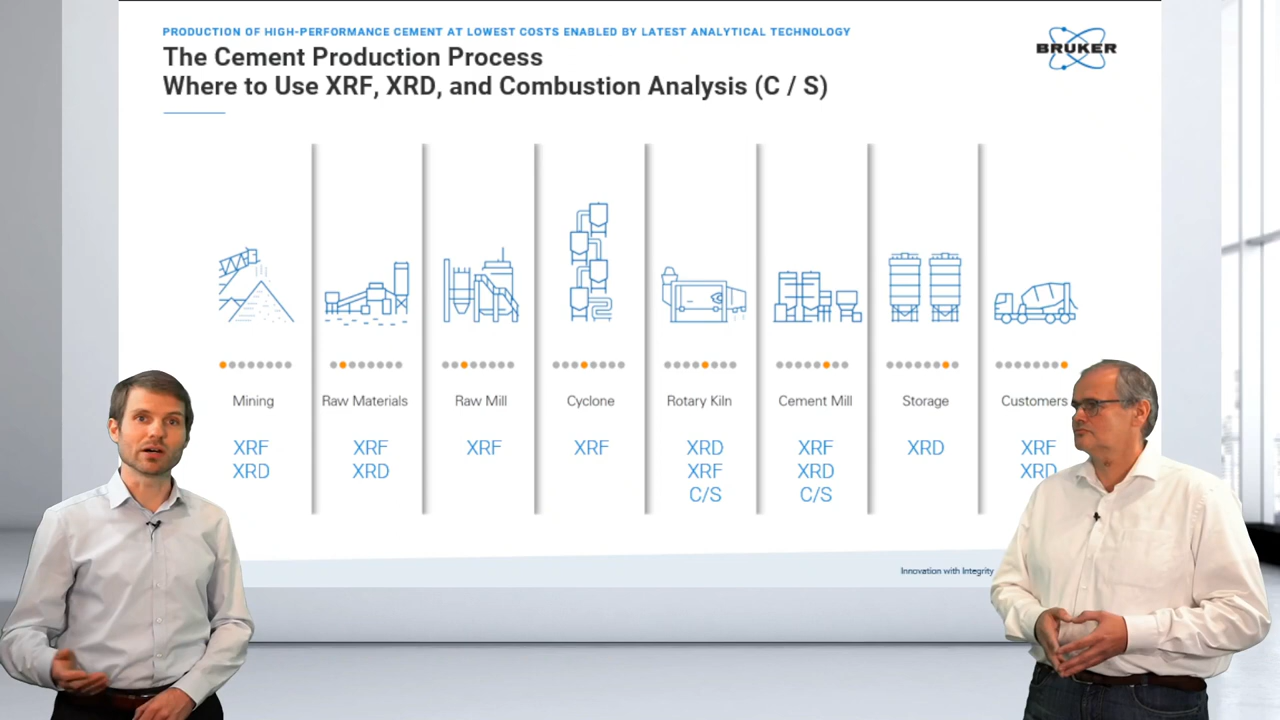 PRODUCTION OF HIGH-PERFORMANCE CEMENT AT LOWEST COSTS ENABLED BY LATEST ANALYTICAL TECHNOLOGY
The Cement Production Process
Where to Use XRF, XRD, and Combustion Analysis (C / S)
BRUKER
Mining
XRF
XRD
Raw Materials
XRF
XRD
Raw Mill
XRF
Cyclone
XRF
Rotary Kiln
XRD
XRF
C/S
Cement Mill
XRF
XRD
C/S
Storage
XRD
Customers
XRF
XRD
Innovation with Integrity